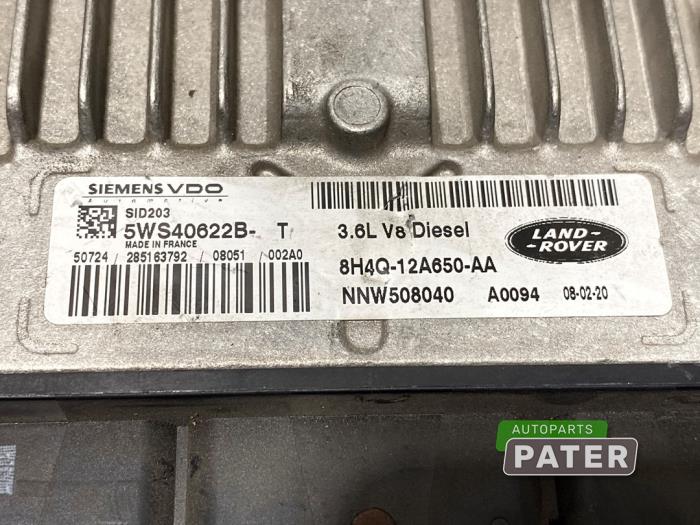 SIEMENS VDO
Automotive
SID203
5WS40622B- T
MADE IN FRANCE
50724 / 285163792 / 08051 / 002A0
3.6L V8 Diesel
8H4Q-12A650-AA
NNW508040 A0094 08-02-20
LAND-
-ROVER
AUTOPARTS
PATER